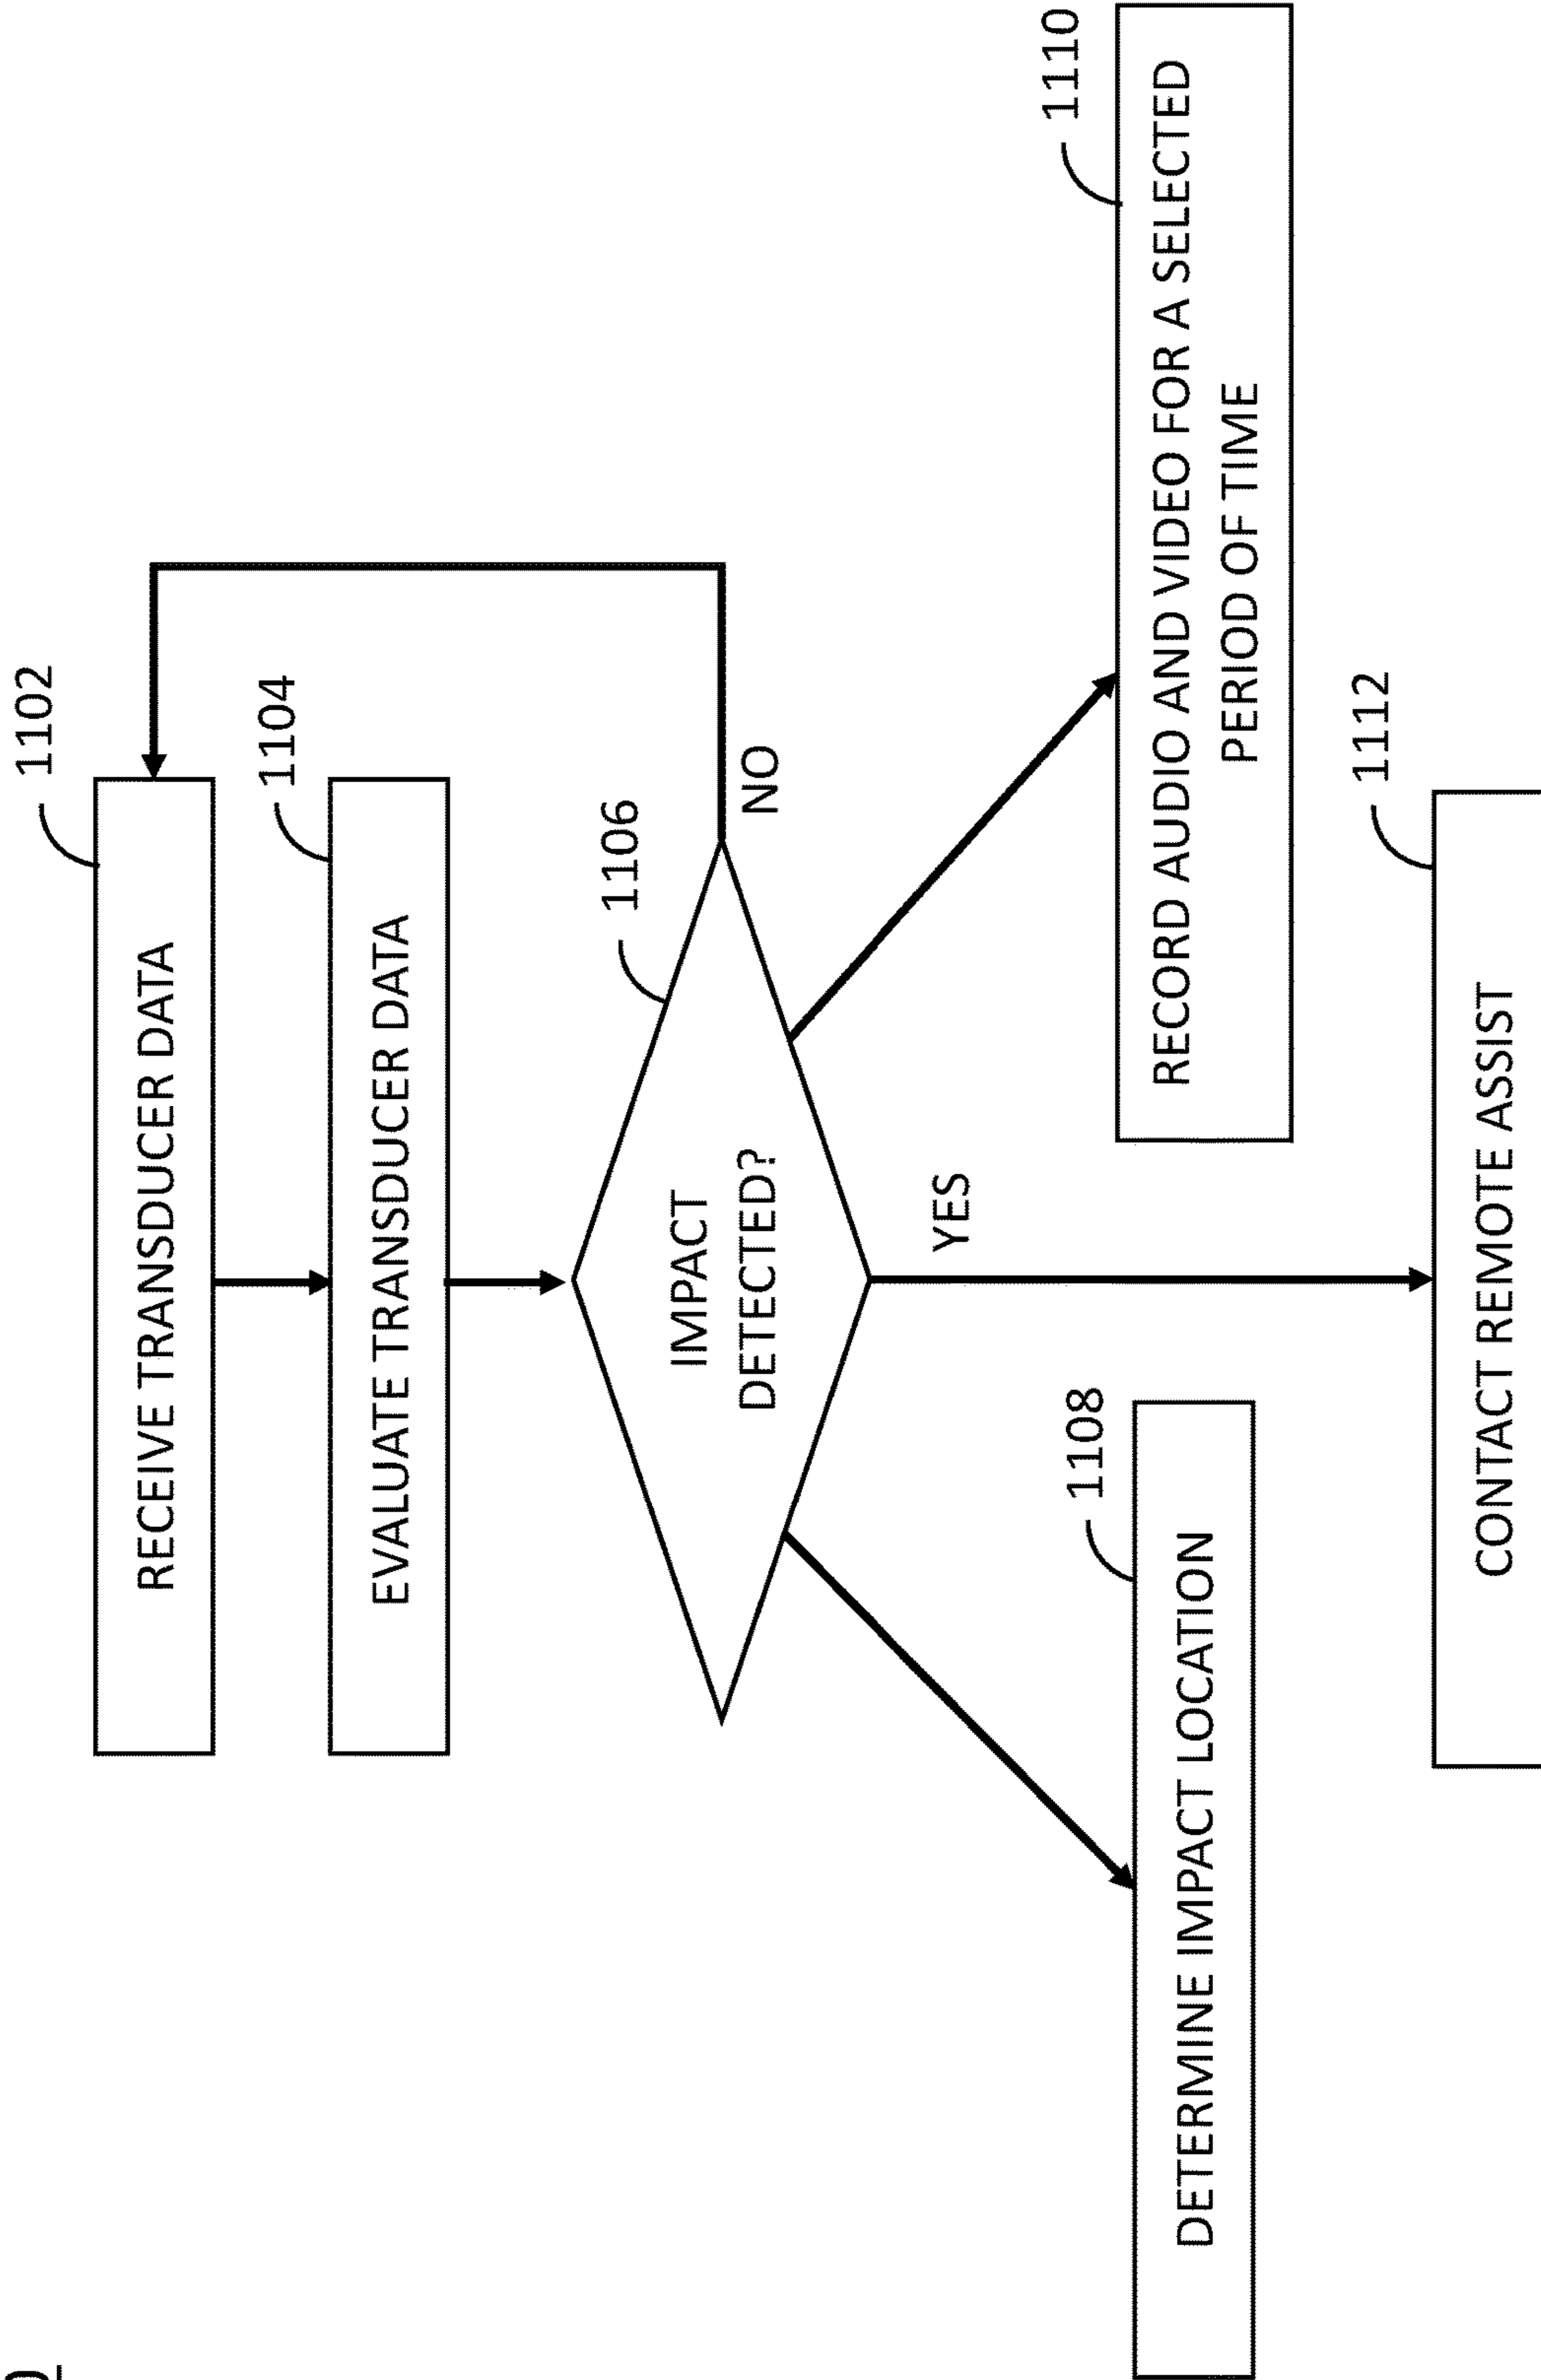 1102
RECEIVE TRANSDUCER DATA
1104
EVALUATE TRANSDUCER DATA
1106
IMPACT
DETECTED?
NO
YES
1108
DETERMINE IMPACT LOCATION
1110
RECORD AUDIO AND VIDEO FOR A SELECTED
PERIOD OF TIME
1112
CONTACT REMOTE ASSIST